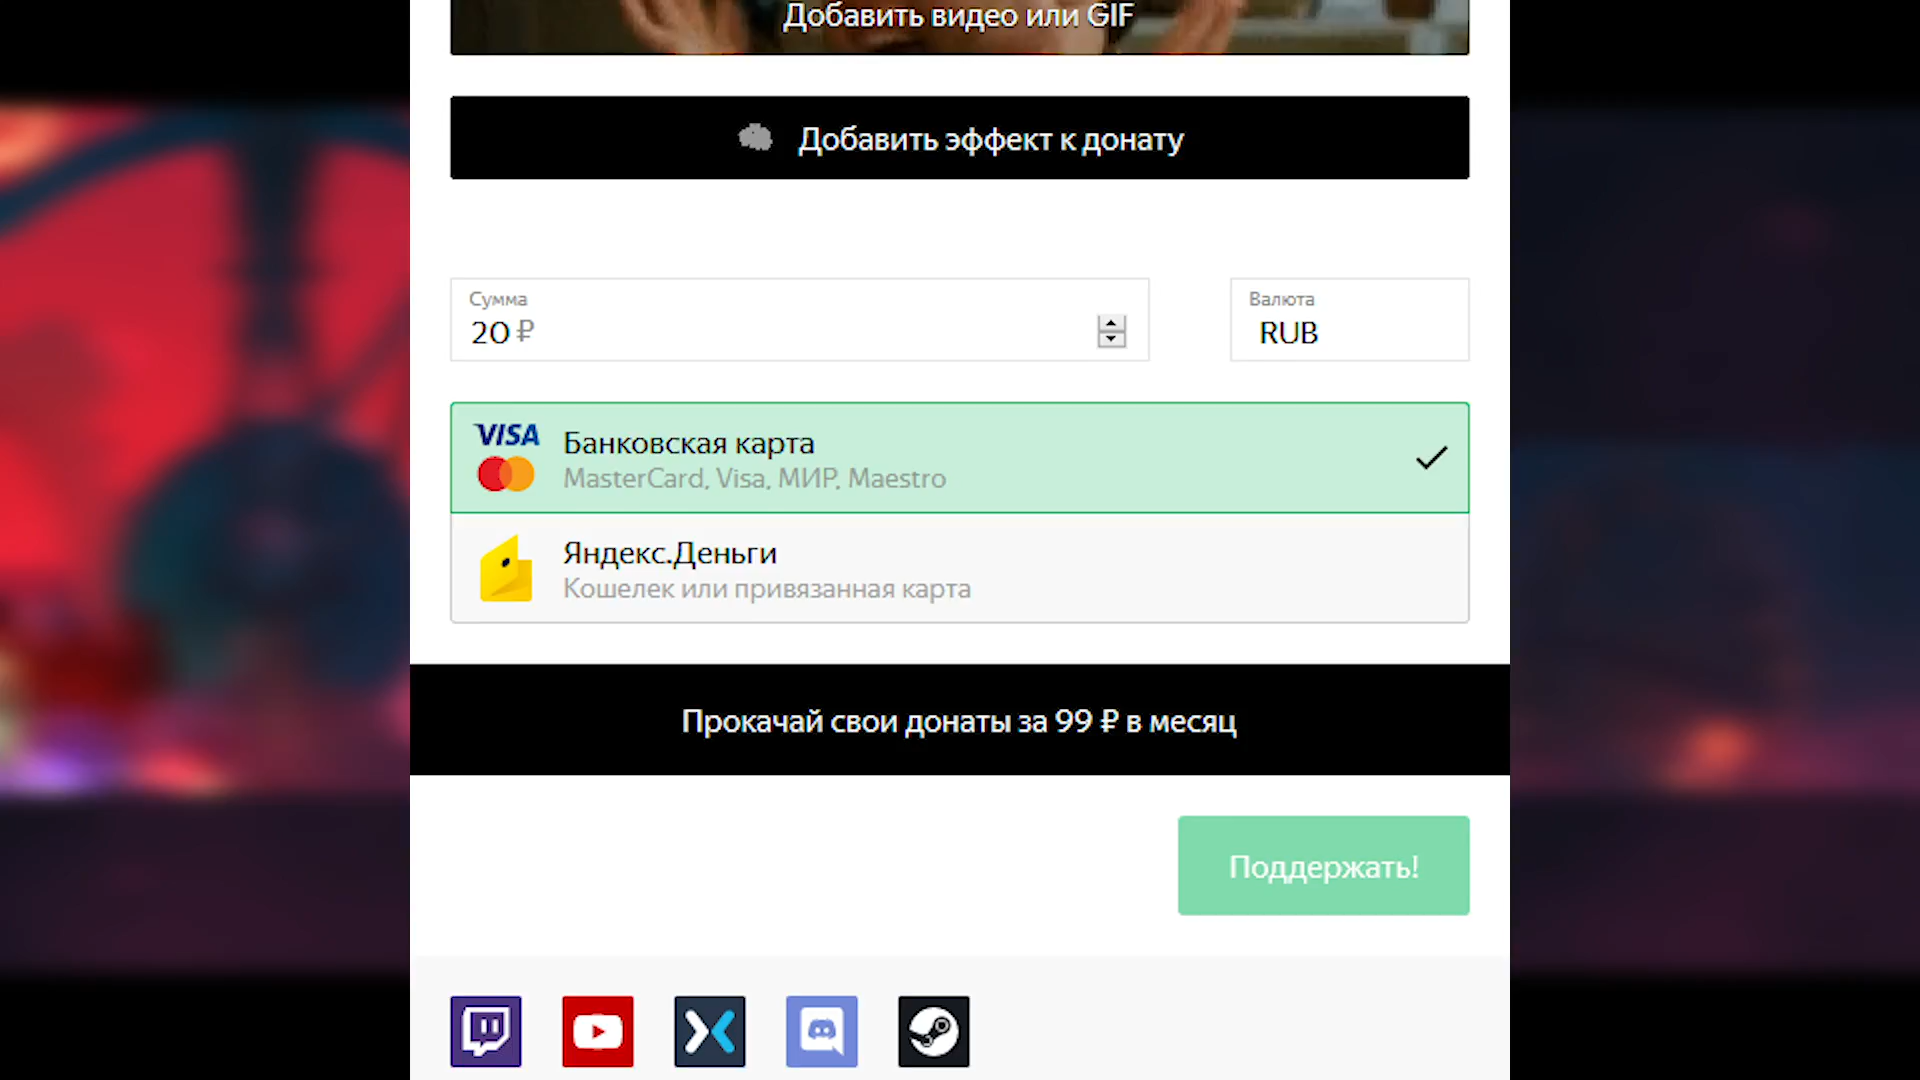 Добавить видео или GIF
Добавить эффект к донату
Сумма
20 ₽
Валюта
RUB
VISA
Банковская карта
MasterCard, Visa, МИР, Maestro
Яндекс.Деньги
Кошелек или привязанная карта
Прокачай свои донаты за 99 ₽ в месяц
Поддержать!